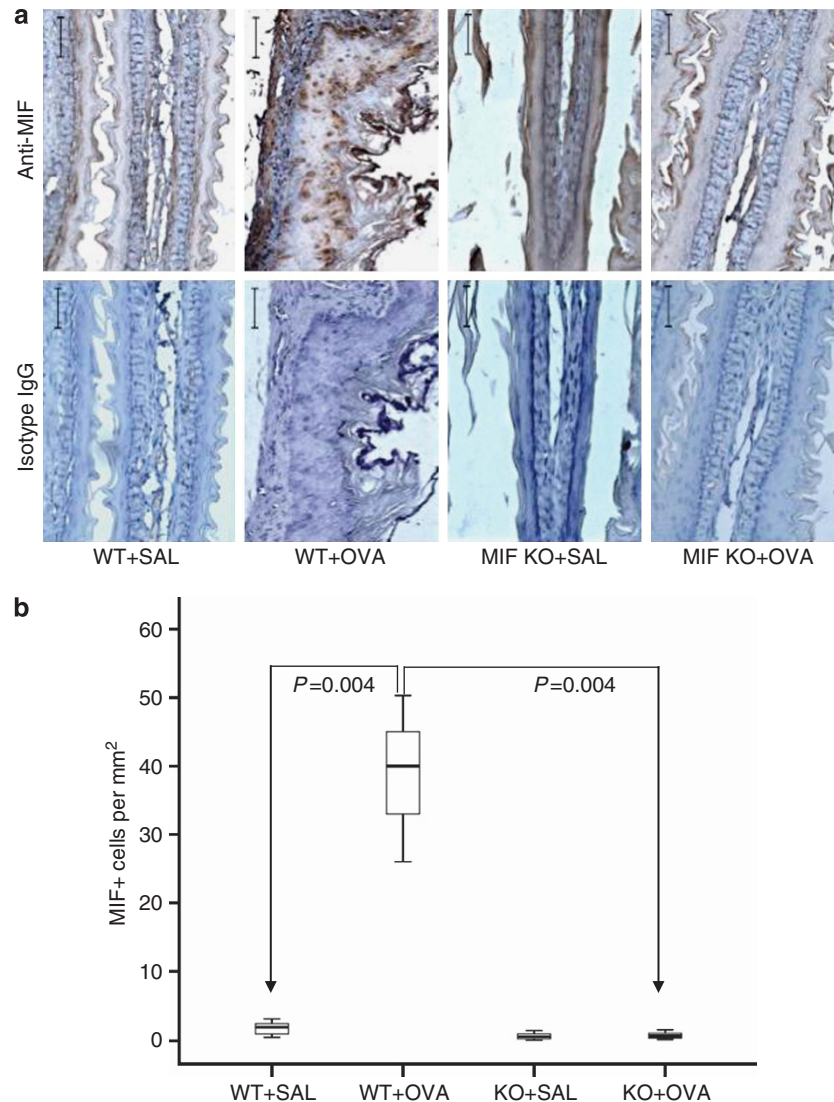 a
Anti-MIF
Isotype IgG
WT+SAL WT+OVA MIF KO+SAL MIF KO+OVA
b
60
50
40
30
20
10
0
MIF+ cells per mm²
P=0.004 P=0.004
WT+SAL WT+OVA KO+SAL KO+OVA